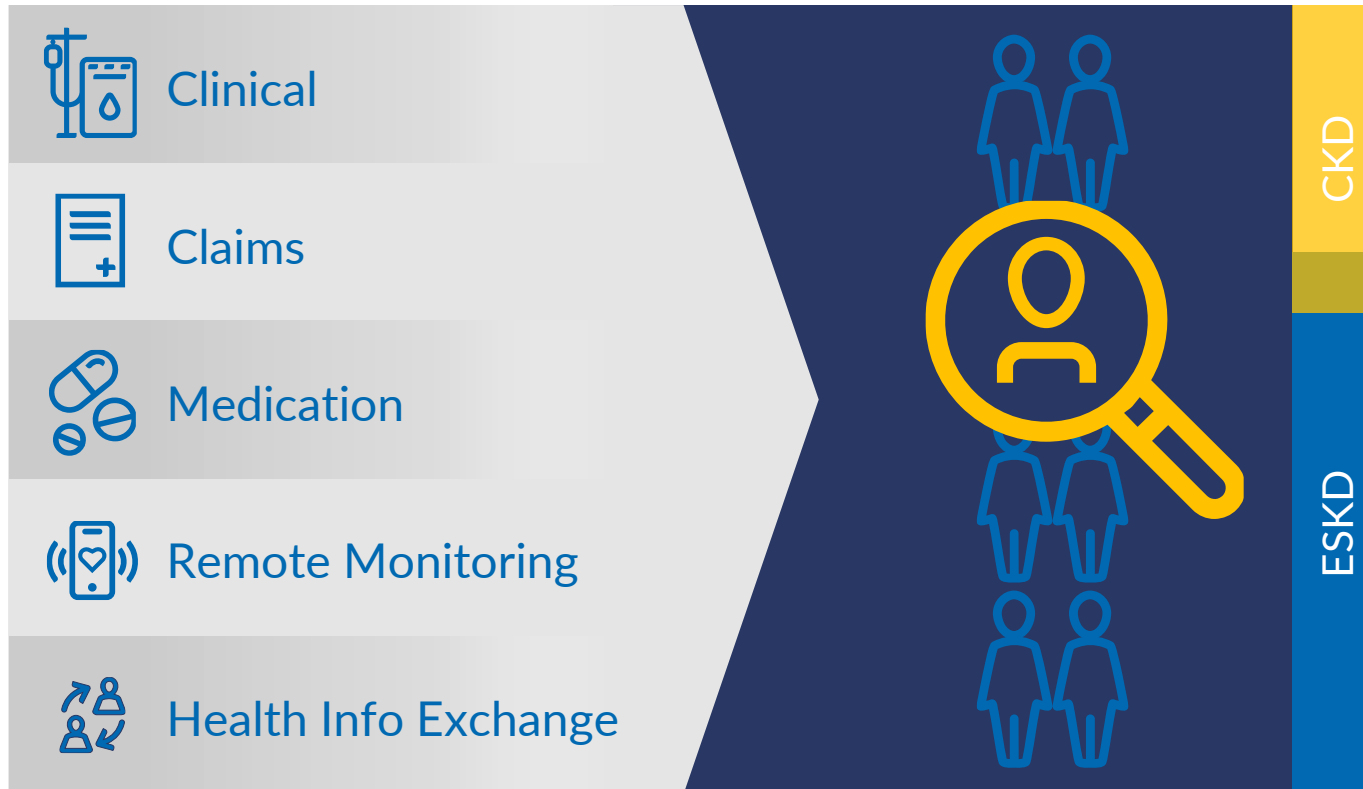 Clinical
Claims
Medication
Remote Monitoring
Health Info Exchange
CKD
ESKD